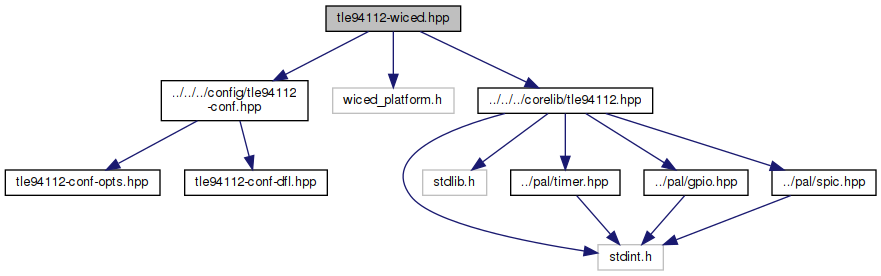 tle94112-wiced.hpp
../../../config/tle94112
-conf.hpp
wiced_platform.h
../../../corelib/tle94112.hpp
tle94112-conf-opts.hpp
tle94112-conf-dfl.hpp
stdlib.h
../pal/timer.hpp
../pal/gpio.hpp
../pal/spic.hpp
stdint.h